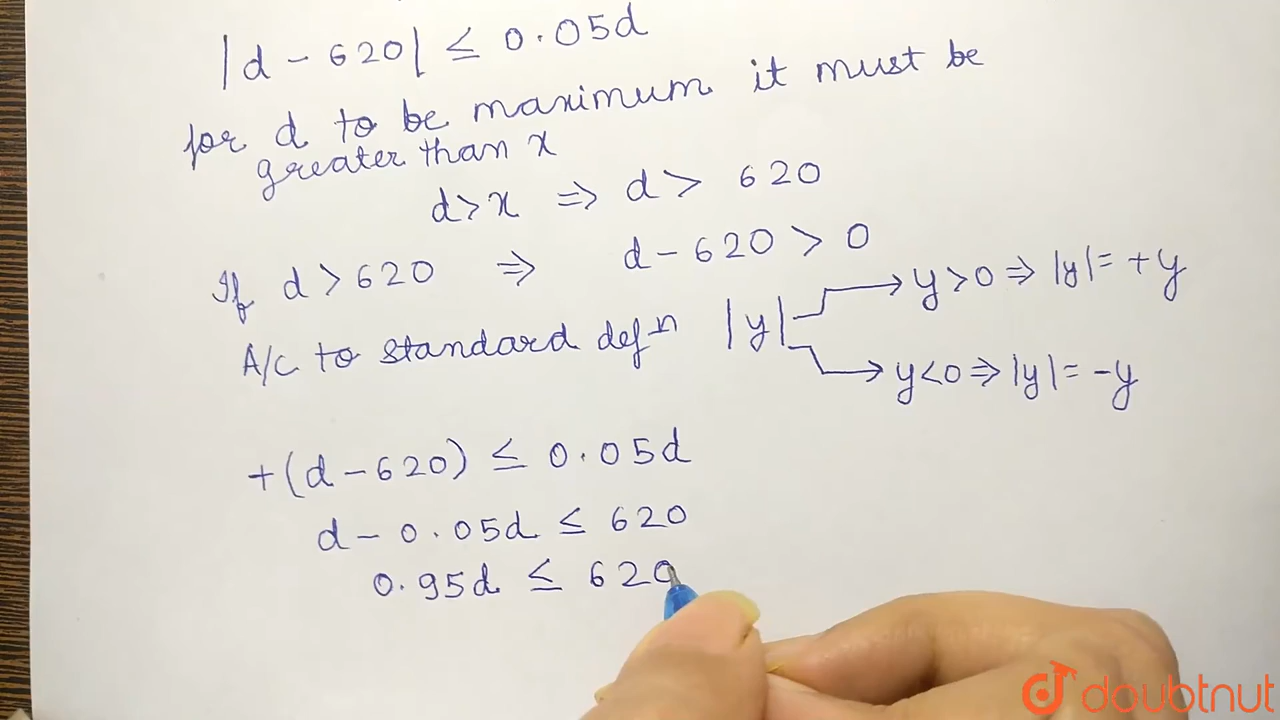 |d - 620| ≤ 0.05d
for d to be maximum it must be
greater than x
d > x ⇒ d > 620
If d > 620 ⇒ d - 620 > 0
A/C to standard defn |y| → y > 0 ⇒ |y| = +y
→ y < 0 ⇒ |y| = -y
+(d - 620) ≤ 0.05d
d - 0.05d ≤ 620
0.95d ≤ 620
doubtnut